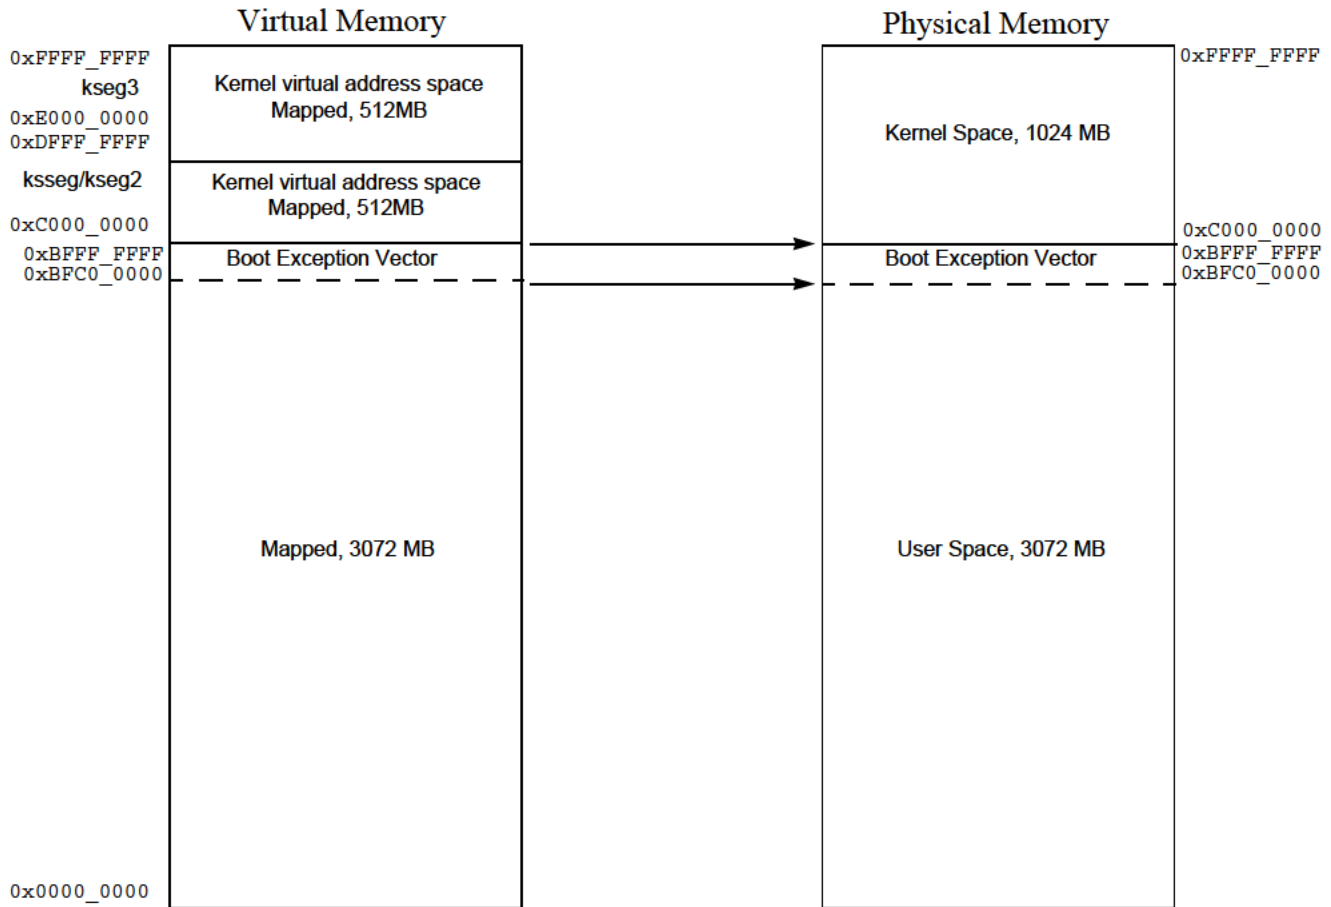 Virtual Memory
Physical Memory
0xFFFF_FFFF
kseg3
0xE000_0000
0xDFFF_FFFF
ksseg/kseg2
0xC000_0000
0xBFFF_FFFF
0xBFC0_0000
0x0000_0000
Kernel virtual address space
Mapped, 512MB
Kernel virtual address space
Mapped, 512MB
Boot Exception Vector
Mapped, 3072 MB
Kernel Space, 1024 MB
Boot Exception Vector
User Space, 3072 MB
0xFFFF_FFFF
0xC000_0000
0xBFFF_FFFF
0xBFC0_0000